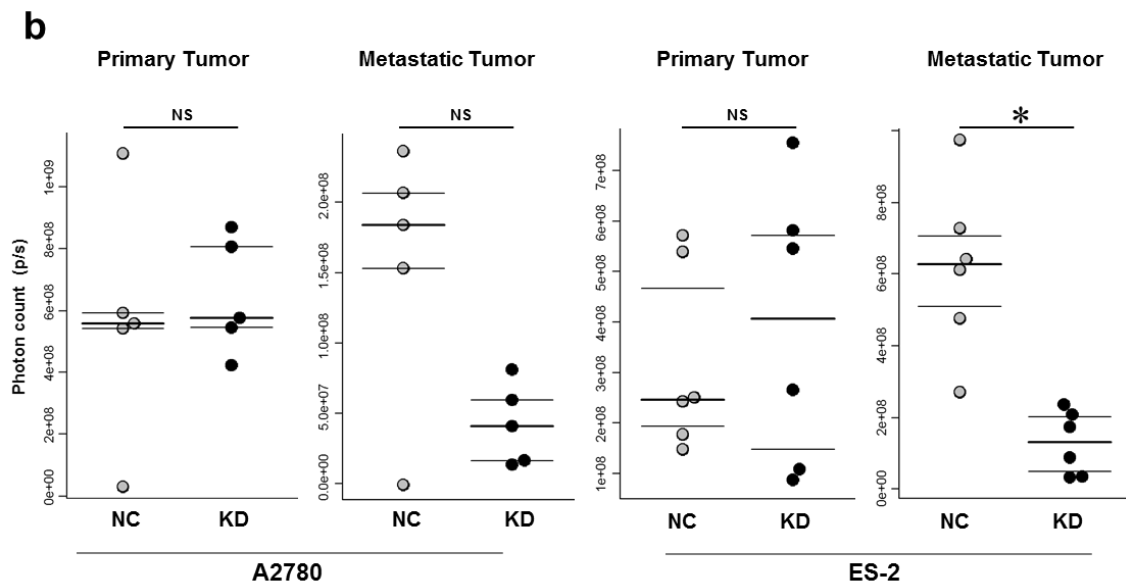 b
Primary Tumor
Metastatic Tumor
Primary Tumor
Metastatic Tumor
NS
NS
NS
*
Photon count (p/s)
1e+09
8e+08
6e+08
4e+08
2e+08
0e+00
2.0e+08
1.5e+08
1.0e+08
5.0e+07
0.0e+00
7e+08
6e+08
5e+08
4e+08
3e+08
2e+08
1e+08
8e+08
6e+08
4e+08
2e+08
0e+00
NC KD NC KD NC KD NC KD
A2780 ES-2